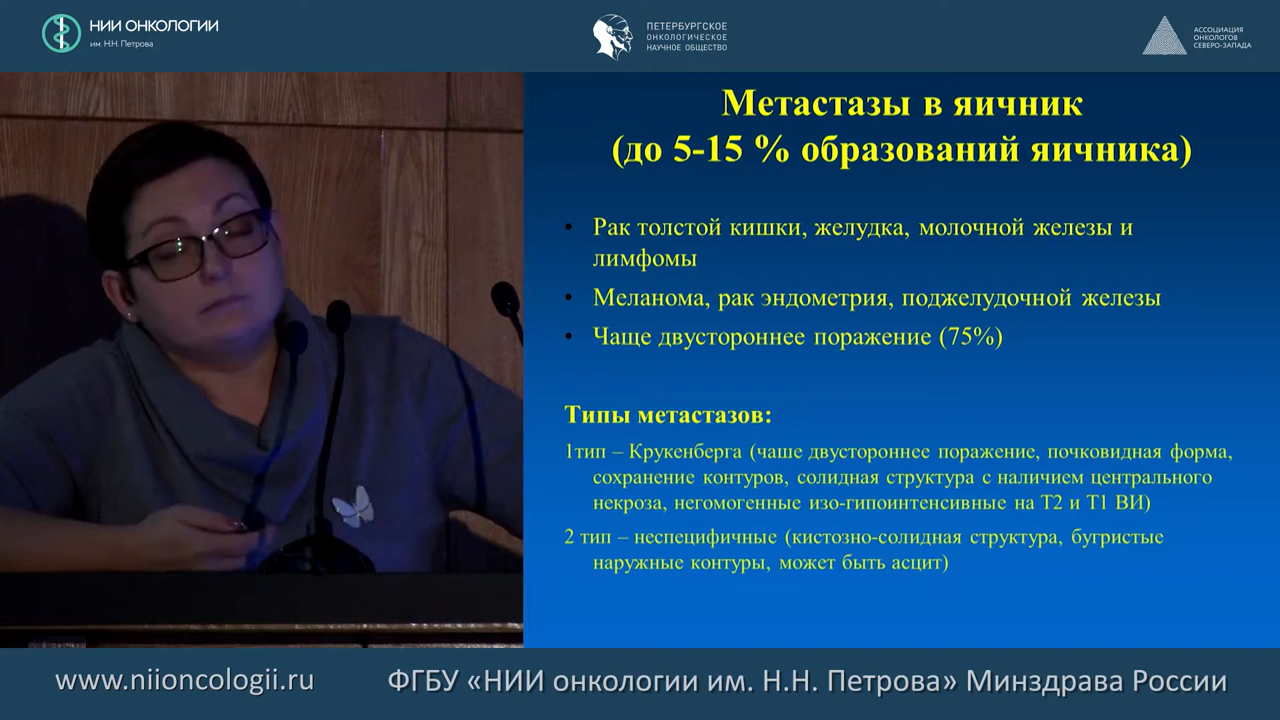 НИИ ОНКОЛОГИИ
им. Н.Н. Петрова
ПЕТЕРБУРГСКОЕ
ОНКОЛОГИЧЕСКОЕ
НАУЧНОЕ ОБЩЕСТВО
АССОЦИАЦИЯ
ОНКОЛОГОВ
СЕВЕРО-ЗАПАДА
Метастазы в яичник
(до 5-15 % образований яичника)
• Рак толстой кишки, желудка, молочной железы и
лимфомы
• Меланома, рак эндометрия, поджелудочной железы
• Чаще двустороннее поражение (75%)
Типы метастазов:
1тип – Крукенберга (чаше двустороннее поражение, почковидная форма,
сохранение контуров, солидная структура с наличием центрального
некроза, негомогенные изо-гипоинтенсивные на Т2 и Т1 ВИ)
2 тип – неспецифичные (кистозно-солидная структура, бугристые
наружные контуры, может быть асцит)
www.niioncologii.ru
ФГБУ «НИИ онкологии им. Н.Н. Петрова» Минздрава России